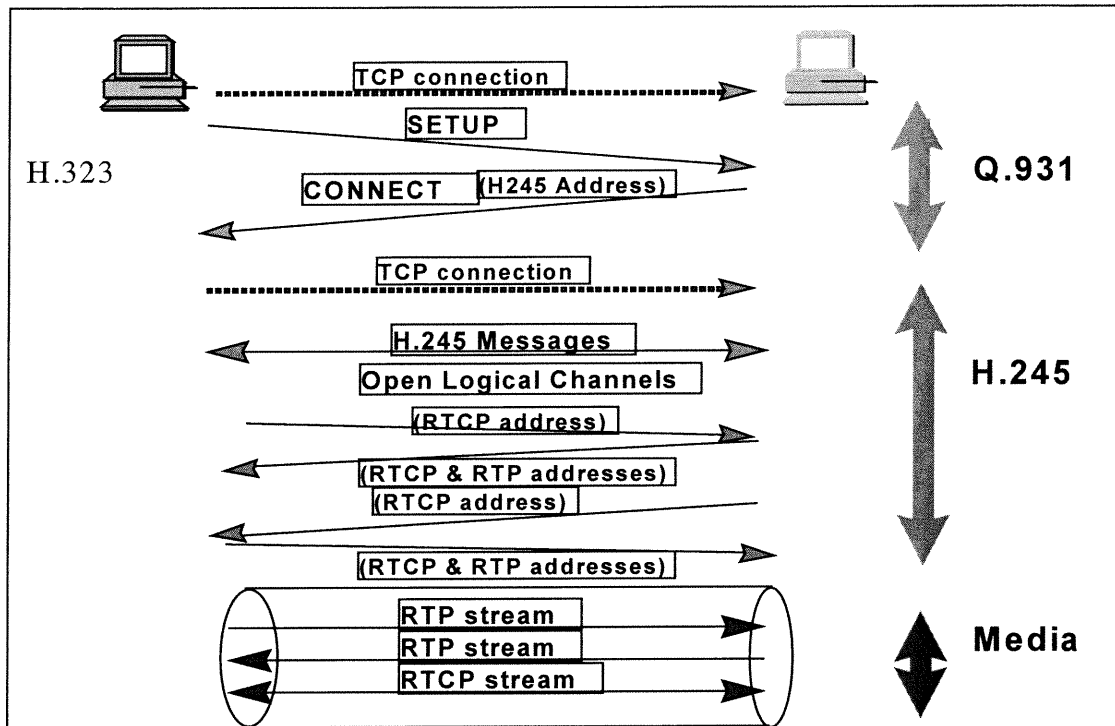 TCP connection
SETUP
H.323
Q.931
CONNECT (H245 Address)
TCP connection
H.245 Messages
H.245
Open Logical Channels
(RTCP address)
(RTCP & RTP addresses)
(RTCP address)
(RTCP & RTP addresses)
RTP stream
RTP stream
Media
RTCP stream